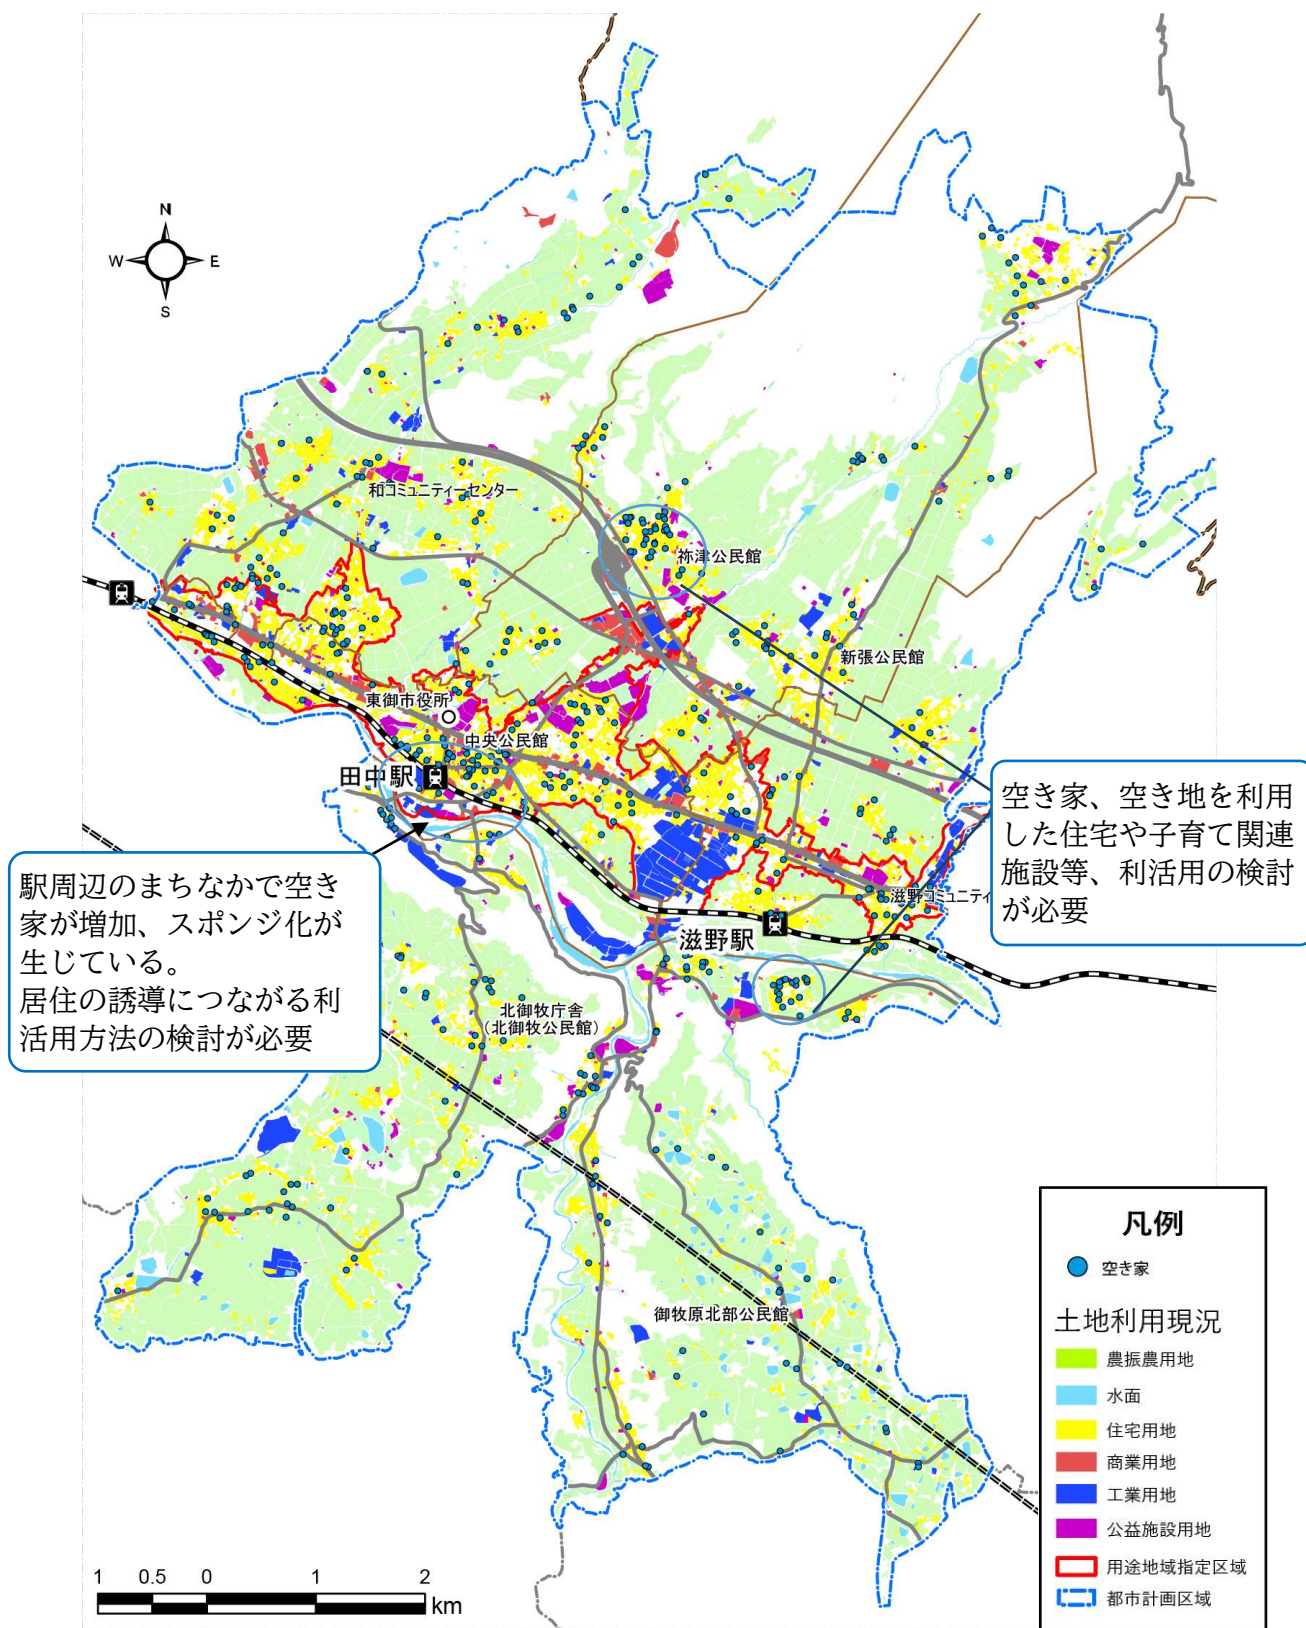 N
W
E
S
和コミュニティーセンター
祢津公民館
新張公民館
東御市役所
中央公民館
田中駅
空き家、空き地を利用
した住宅や子育て関連
施設等、利活用の検討
が必要
駅周辺のまちなかで空き
家が増加、スポンジ化が
生じている。
居住の誘導につながる利
活用方法の検討が必要
滋野コミュニティ
滋野駅
北御牧庁舎
(北御牧公民館)
御牧原北部公民館
凡例
空き家
土地利用現況
農振農用地
水面
住宅用地
商業用地
工業用地
公益施設用地
用途地域指定区域
都市計画区域
1 0.5 0 1 2
km